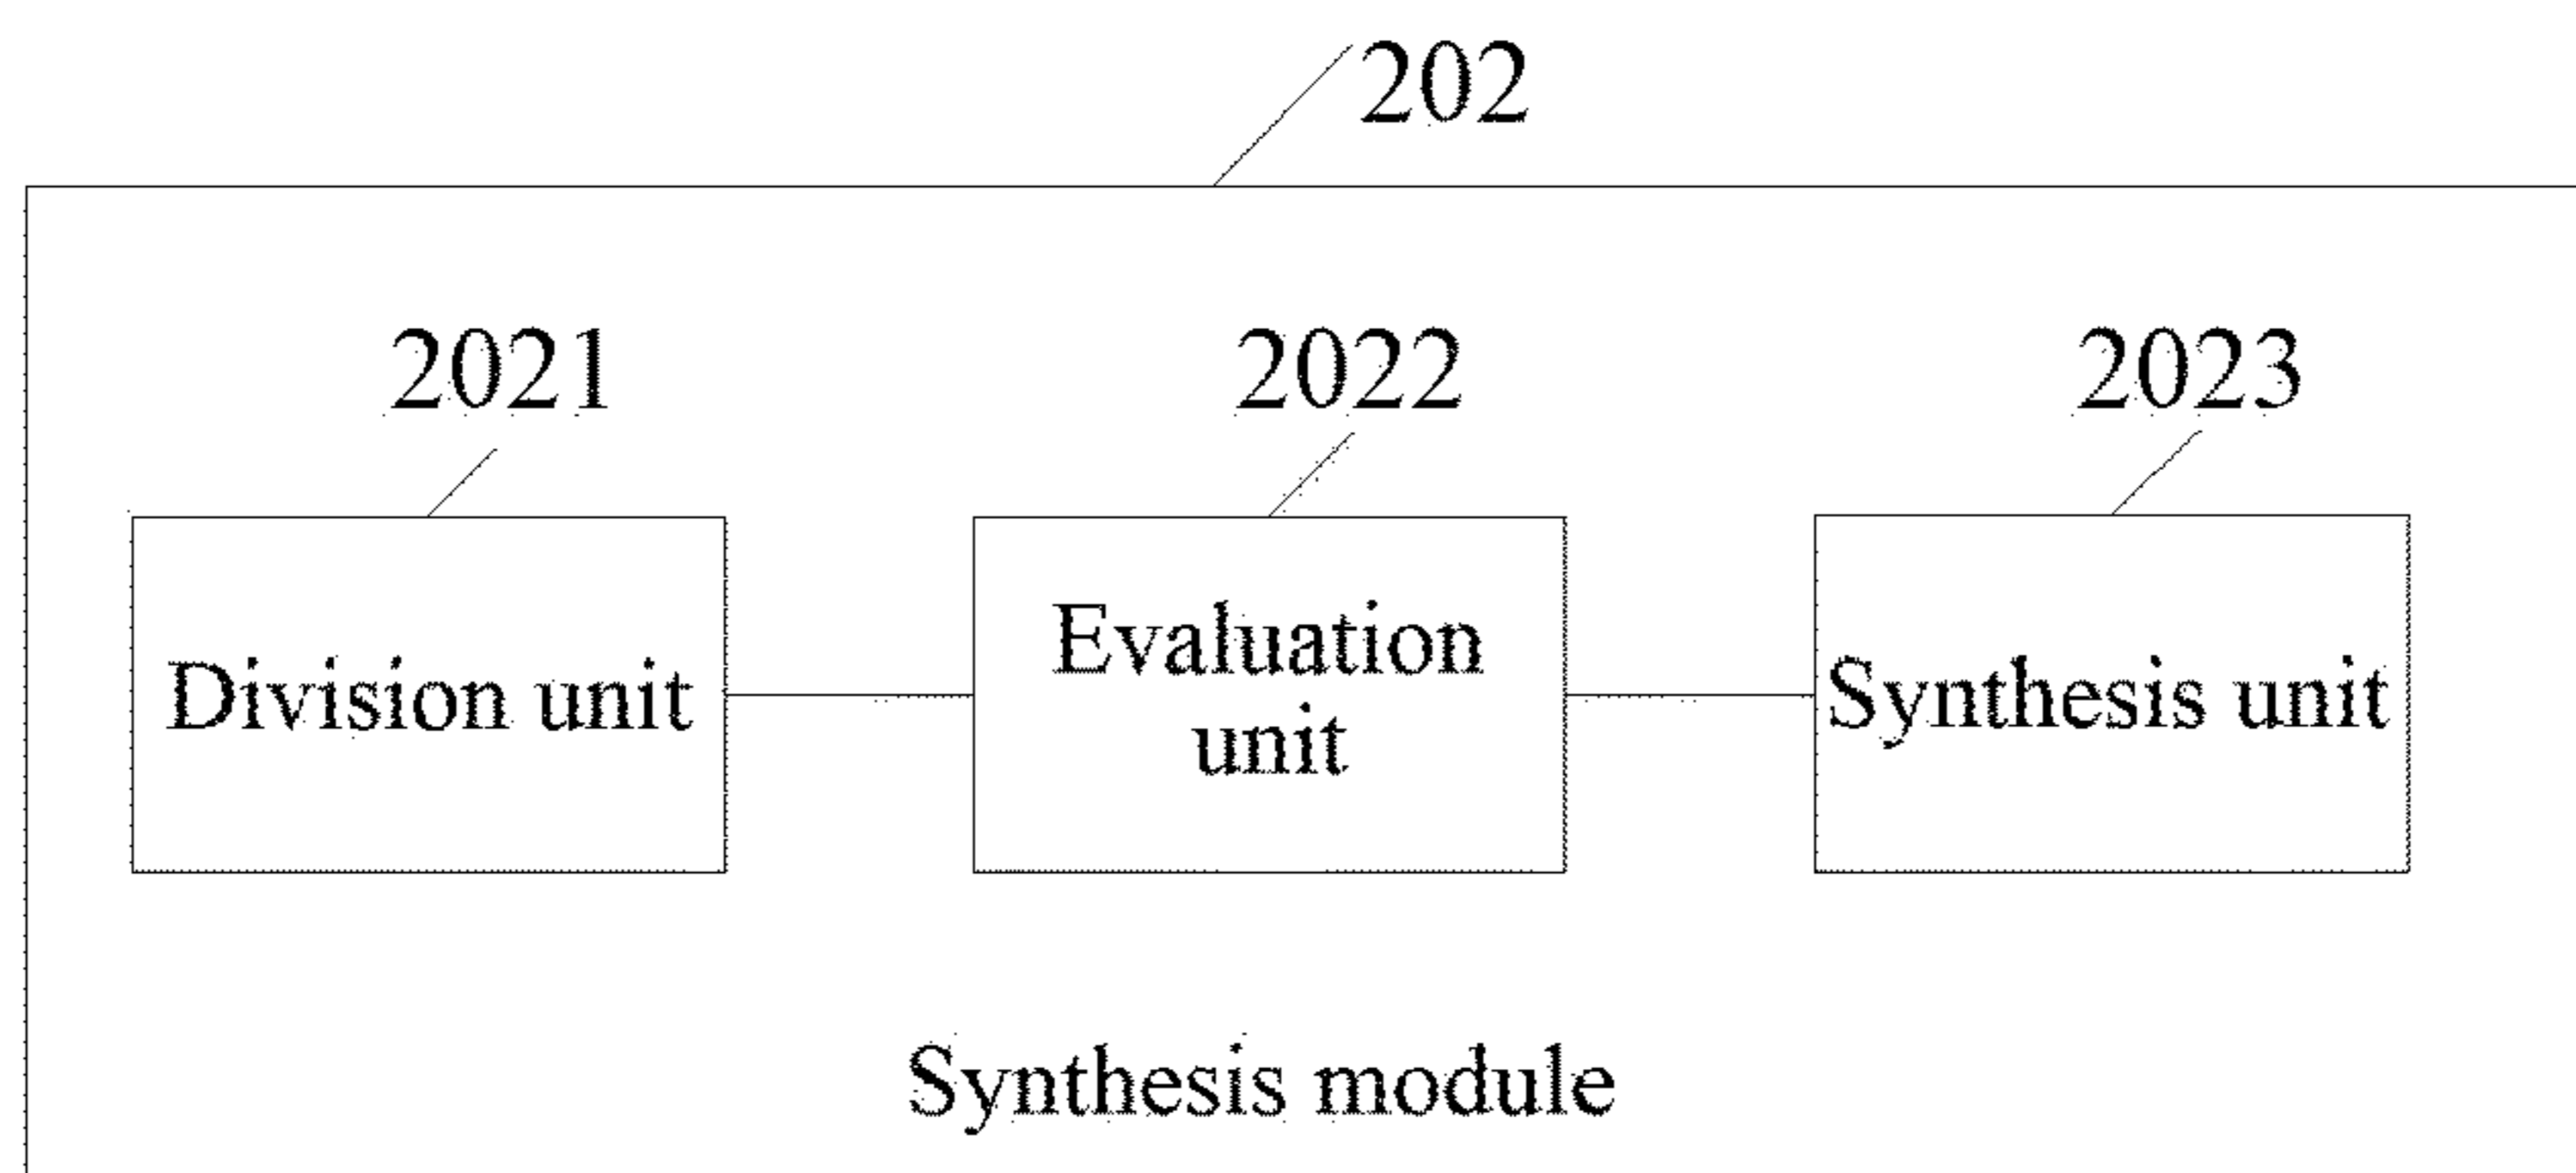 202
2021
2022
2023
Division unit
Evaluation
unit
Synthesis unit
Synthesis module